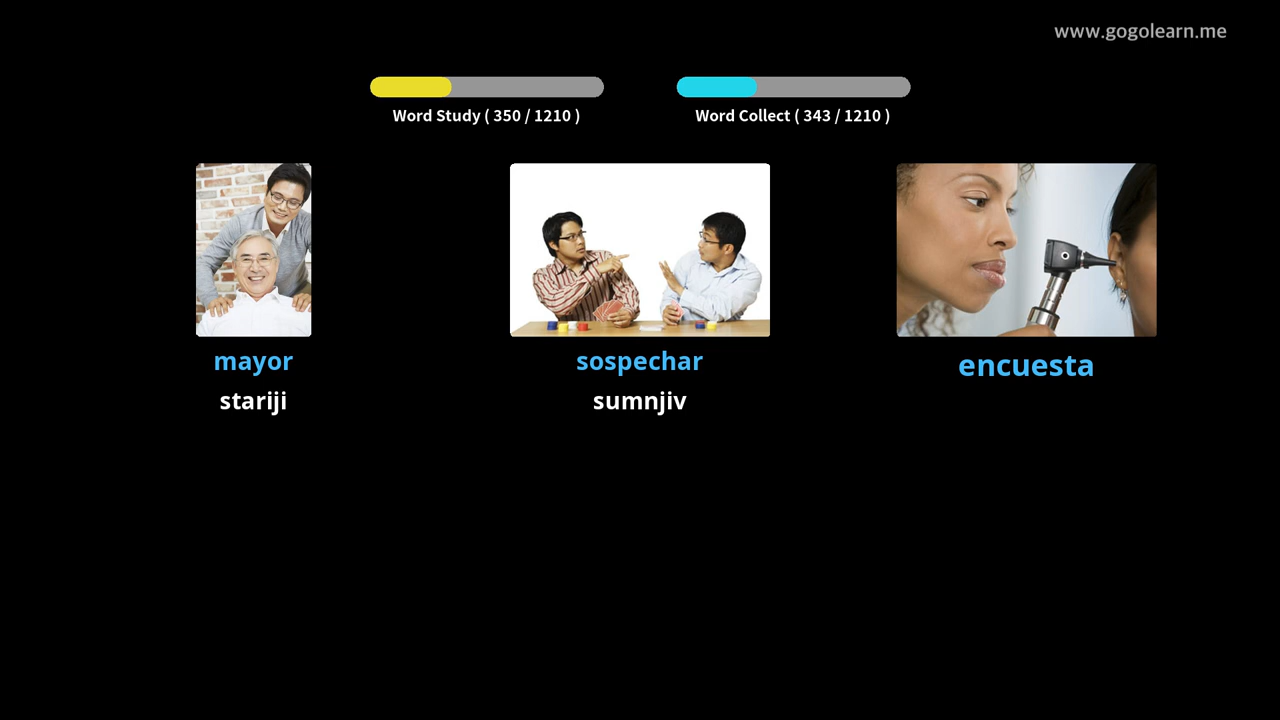 www.gogolearn.me
Word Study ( 350 / 1210 )
Word Collect ( 343 / 1210 )
mayor
stariji
sospechar
sumnjiv
encuesta